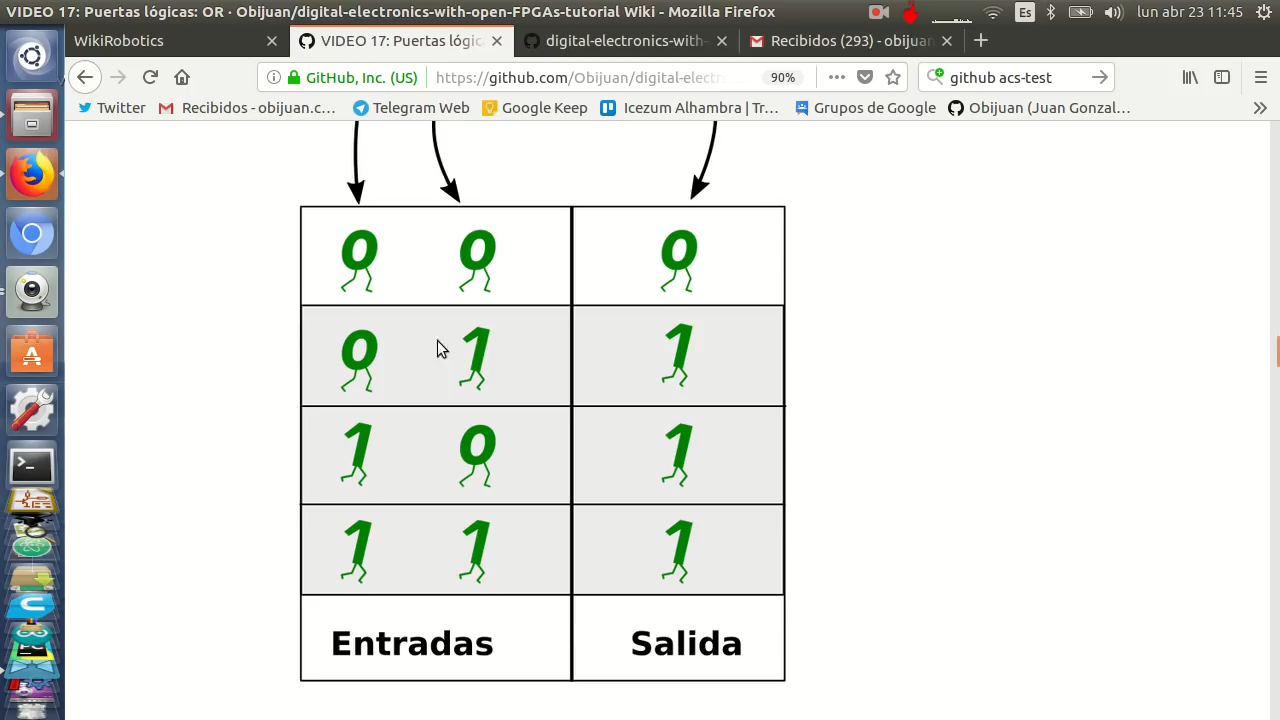 VIDEO 17: Puertas lógicas: OR · Obijuan/digital-electronics-with-open-FPGAs-tutorial Wiki - Mozilla Firefox
Es
lun abr 23 11:45
WikiRobotics
VIDEO 17: Puertas lógic
digital-electronics-with-
Recibidos (293) - obijuan
GitHub, Inc. (US)
https://github.com/Obijuan/digital-electr
90%
github acs-test
Twitter
Recibidos - obijuan.c…
Telegram Web
Google Keep
Icezum Alhambra | Tr…
Grupos de Google
Obijuan (Juan Gonzal…
0 0 0
0 1 1
1 0 1
1 1 1
Entradas Salida